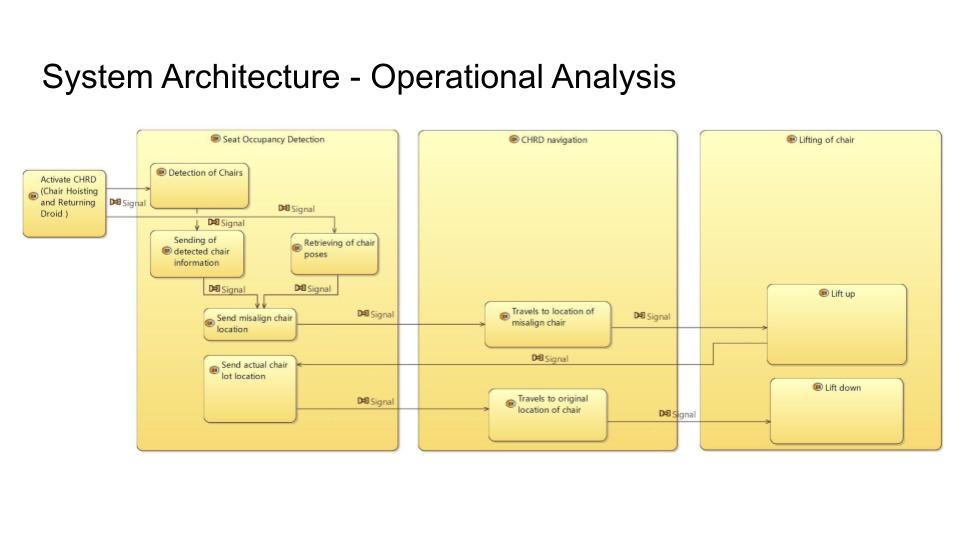 System Architecture - Operational Analysis
Seat Occupancy Detection
CHRD navigation
Lifting of chair
Activate CHRD
(Chair Hoisting
and Returning
Droid )
Signal
Detection of Chairs
Signal
Signal
Sending of
detected chair
information
Retrieving of chair
poses
Signal
Signal
Send misalign chair
location
Signal
Travels to location of
misalign chair
Signal
Lift up
Signal
Send actual chair
lot location
Signal
Travels to original
location of chair
Signal
Lift down